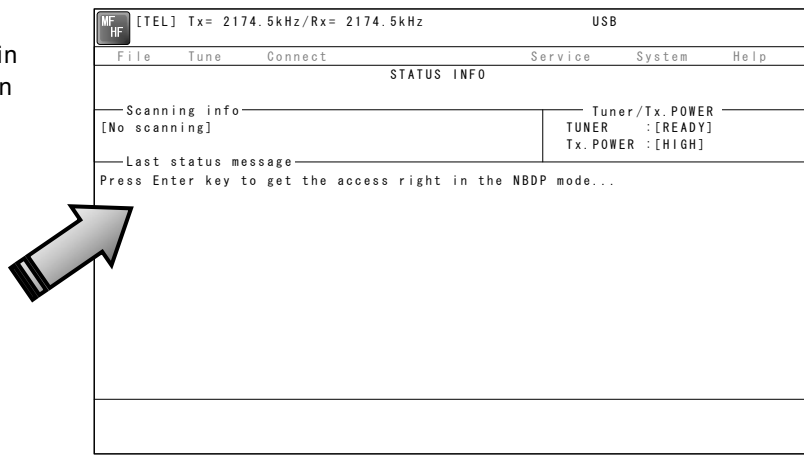 in
n
MF HF [TEL] Tx= 2174.5kHz/Rx= 2174.5kHz USB
File Tune Connect Service System Help
STATUS INFO
Scanning info
[No scanning]
Tuner/Tx.POWER
TUNER :[READY]
Tx.POWER :[HIGH]
Last status message
Press Enter key to get the access right in the NBDP mode...